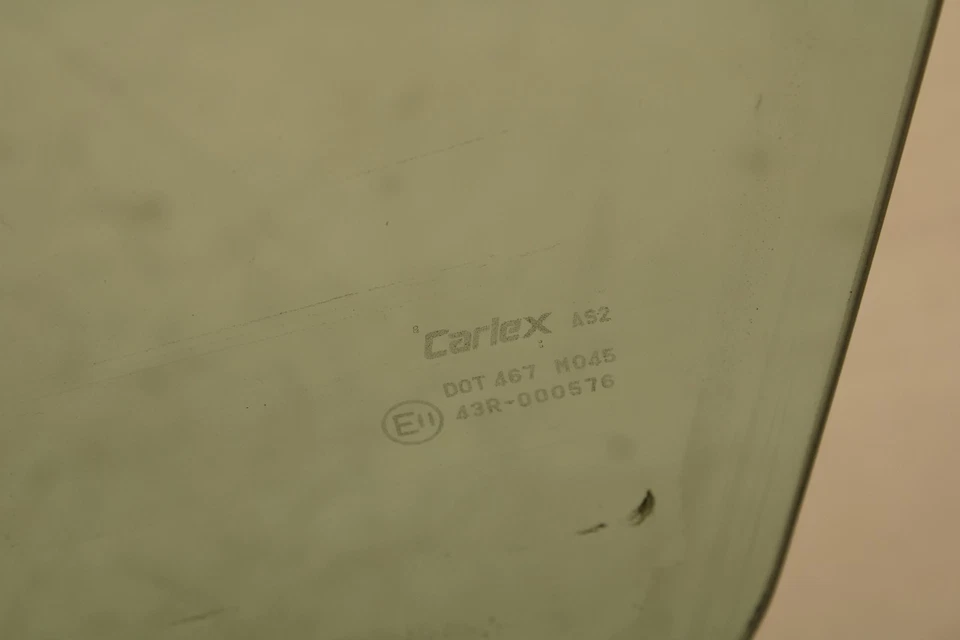 Carlex AS2
DOT 467 M045
E11 43R-000576